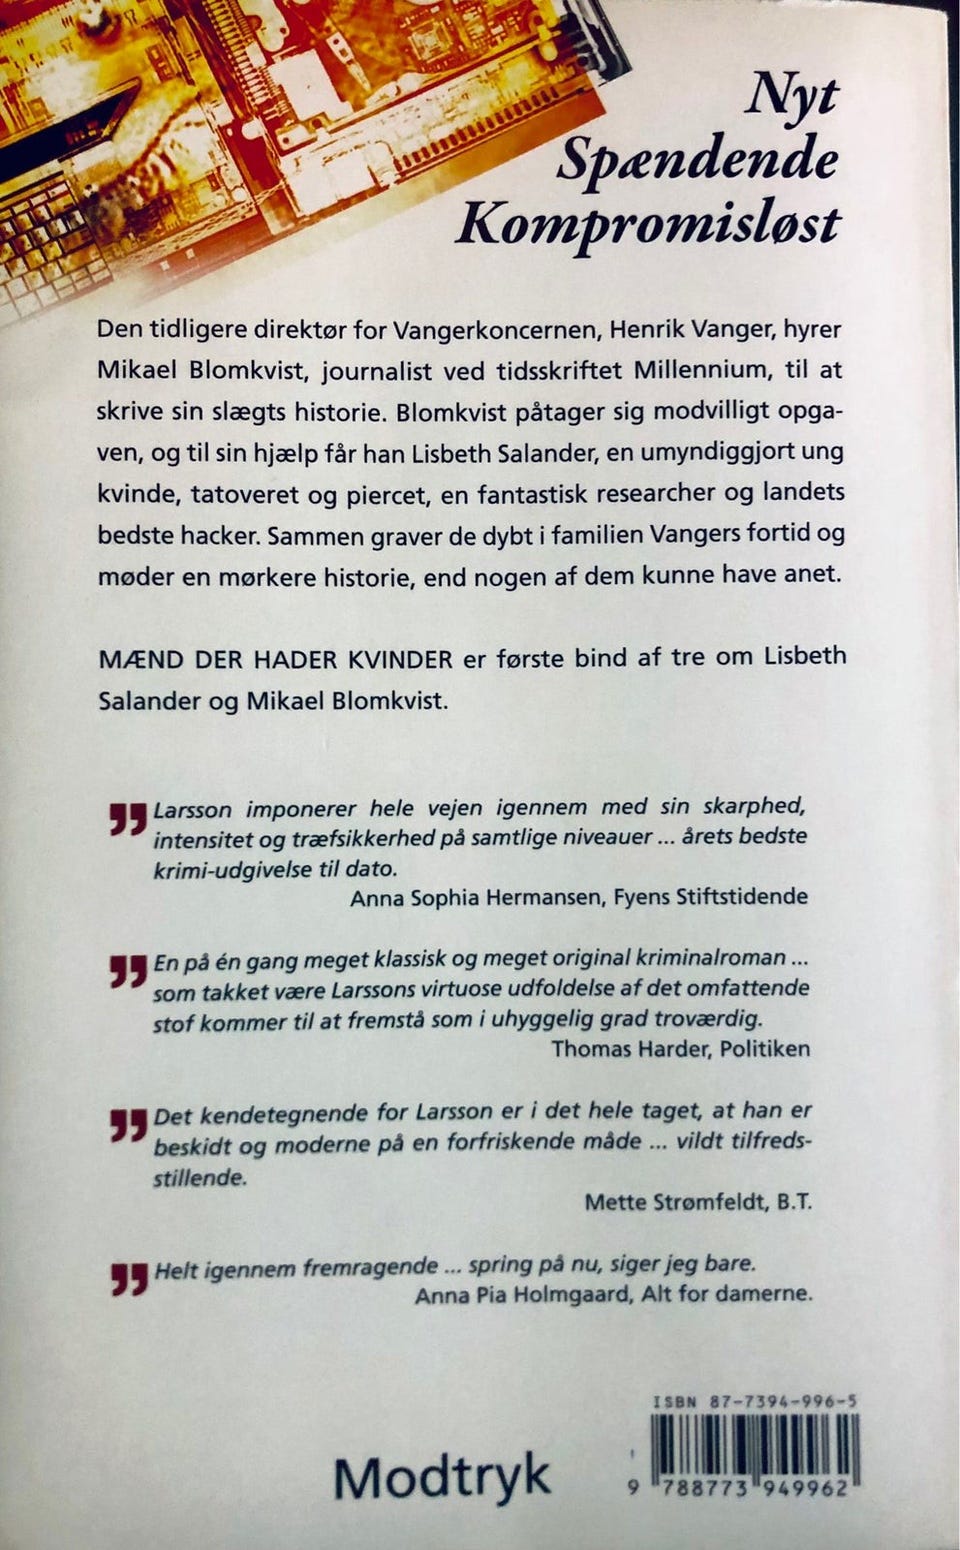 Nyt
Spændende
Kompromisløst
Den tidligere direktør for Vangerkoncernen, Henrik Vanger, hyrer
Mikael Blomkvist, journalist ved tidsskriftet Millennium, til at
skrive sin slægts historie. Blomkvist påtager sig modvilligt opga-
ven, og til sin hjælp får han Lisbeth Salander, en umyndiggjort ung
kvinde, tatoveret og piercet, en fantastisk researcher og landets
bedste hacker. Sammen graver de dybt i familien Vangers fortid og
møder en mørkere historie, end nogen af dem kunne have anet.
MÆND DER HADER KVINDER er første bind af tre om Lisbeth
Salander og Mikael Blomkvist.
" Larsson imponerer hele vejen igennem med sin skarphed,
intensitet og træfsikkerhed på samtlige niveauer ... årets bedste
krimi-udgivelse til dato.
Anna Sophia Hermansen, Fyens Stiftstidende
" En på én gang meget klassisk og meget original kriminalroman ...
som takket være Larssons virtuose udfoldelse af det omfattende
stof kommer til at fremstå som i uhyggelig grad troværdig.
Thomas Harder, Politiken
" Det kendetegnende for Larsson er i det hele taget, at han er
beskidt og moderne på en forfriskende måde ... vildt tilfreds-
stillende.
Mette Strømfeldt, B.T.
" Helt igennem fremragende ... spring på nu, siger jeg bare.
Anna Pia Holmgaard, Alt for damerne.
ISBN 87-7394-996-5
Modtryk
9 788773 949962